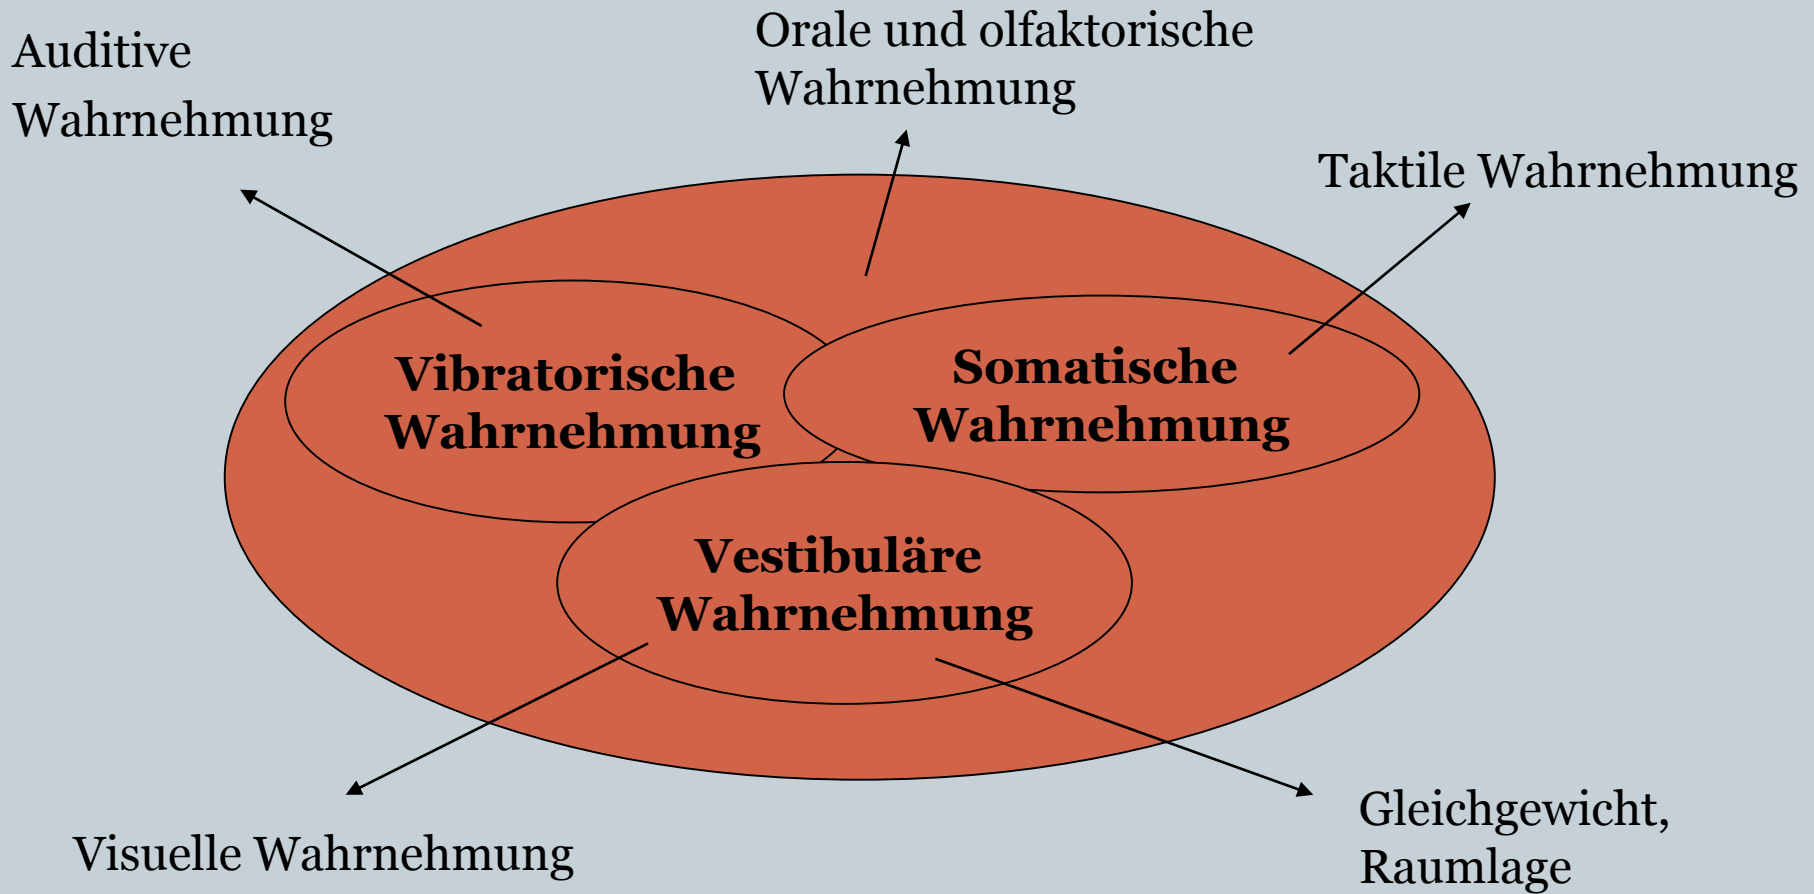 Auditive
Wahrnehmung
Orale und olfaktorische
Wahrnehmung
Taktile Wahrnehmung
Vibratorische
Wahrnehmung
Somatische
Wahrnehmung
Vestibuläre
Wahrnehmung
Visuelle Wahrnehmung
Gleichgewicht,
Raumlage